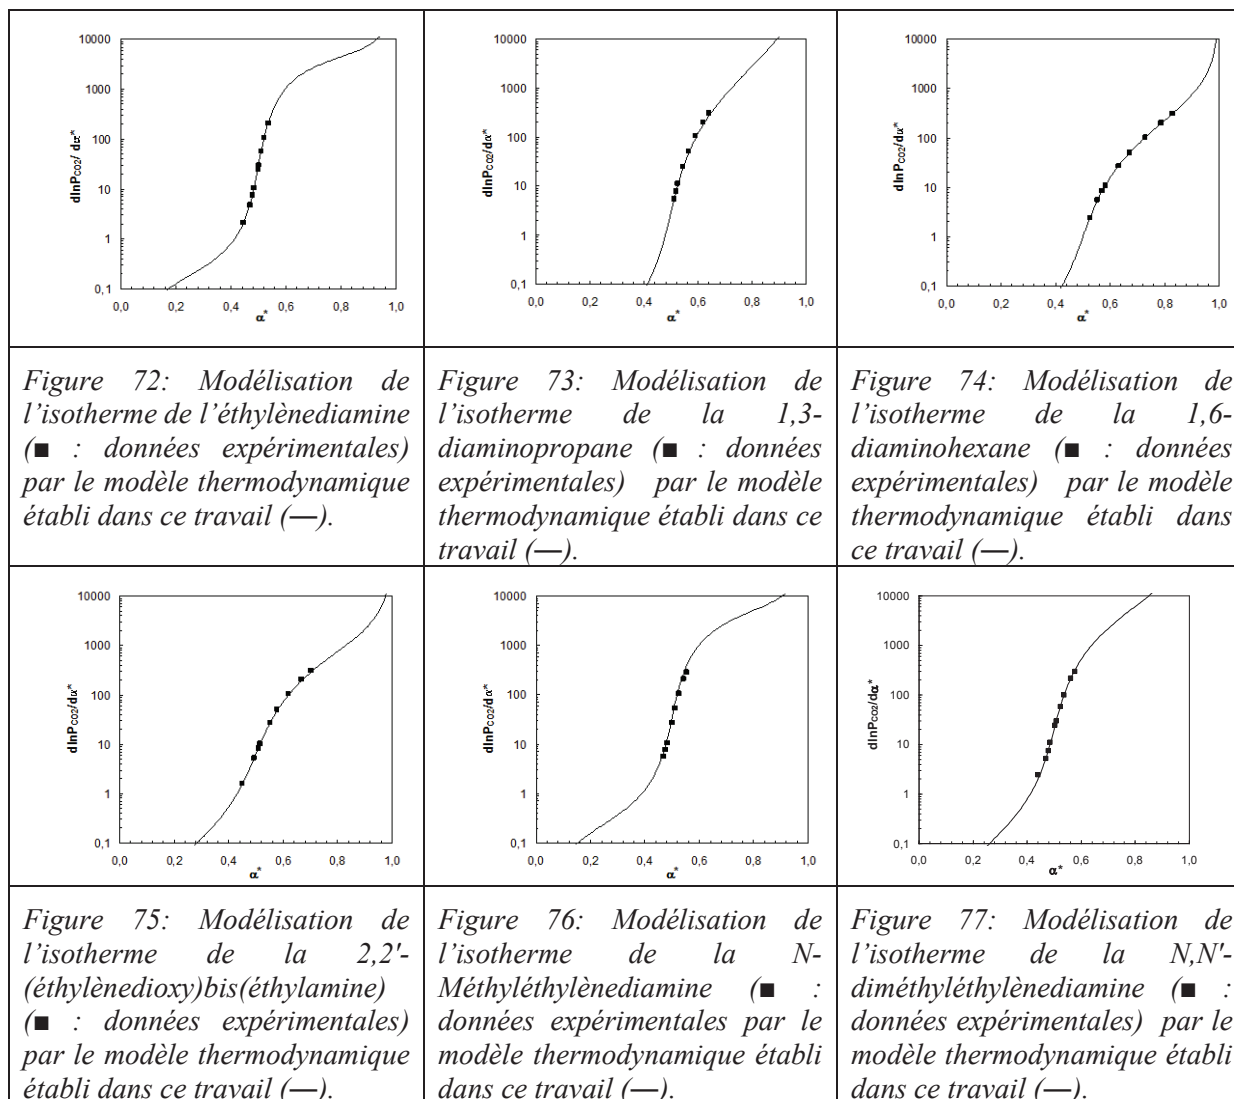 10000
1000
100
10
1
0,1
dlnPCO2/ dα*
0,0 0,2 0,4 0,6 0,8 1,0
α*
10000
1000
100
10
1
0,1
dlnPCO2/dα*
0,0 0,2 0,4 0,6 0,8 1,0
α*
10000
1000
100
10
1
0,1
dlnPCO2/dα*
0,0 0,2 0,4 0,6 0,8 1,0
α*
Figure 72: Modélisation de
l’isotherme de l’éthylènediamine
(■ : données expérimentales)
par le modèle thermodynamique
établi dans ce travail (—).
Figure 73: Modélisation de
l’isotherme de la 1,3-
diaminopropane (■ : données
expérimentales) par le modèle
thermodynamique établi dans ce
travail (—).
Figure 74: Modélisation de
l’isotherme de la 1,6-
diaminohexane (■ : données
expérimentales) par le modèle
thermodynamique établi dans
ce travail (—).
10000
1000
100
10
1
0,1
dlnPCO2/dα*
0,0 0,2 0,4 0,6 0,8 1,0
α*
10000
1000
100
10
1
0,1
dlnPCO2/dα*
0,0 0,2 0,4 0,6 0,8 1,0
α*
10000
1000
100
10
1
0,1
dlnPCO2/dα*
0,0 0,2 0,4 0,6 0,8 1,0
α*
Figure 75: Modélisation de
l’isotherme de la 2,2'-
(éthylènedioxy)bis(éthylamine)
(■ : données expérimentales)
par le modèle thermodynamique
établi dans ce travail (—).
Figure 76: Modélisation de
l’isotherme de la N-
Méthyléthylènediamine (■ :
données expérimentales par le
modèle thermodynamique établi
dans ce travail (—).
Figure 77: Modélisation de
l’isotherme de la N,N'-
diméthyléthylènediamine (■ :
données expérimentales) par le
modèle thermodynamique établi
dans ce travail (—).